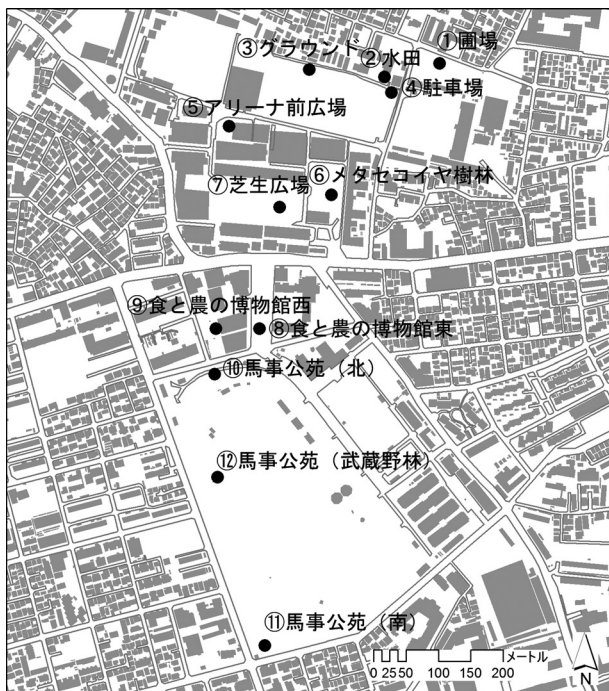 ①圃場
③グラウンド
②水田
④駐車場
⑤アリーナ前広場
⑥メタセコイヤ樹林
⑦芝生広場
⑨食と農の博物館西
⑧食と農の博物館東
⑩馬事公苑（北）
⑫馬事公苑（武蔵野林）
⑪馬事公苑（南）
メートル
0 25 50 100 150 200
N